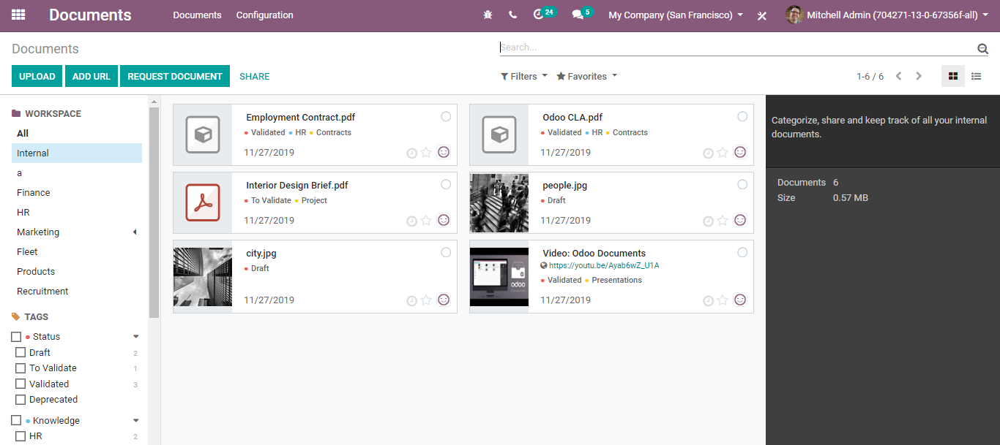 Documents Documents Configuration 24 5 My Company (San Francisco) Mitchell Admin (704271-13-0-67356f-all)
Documents
Search...
UPLOAD ADD URL REQUEST DOCUMENT SHARE
Filters Favorites 1-6 / 6
WORKSPACE
All
Internal
a
Finance
HR
Marketing
Fleet
Products
Recruitment
TAGS
Status
Draft 2
To Validate 1
Validated 3
Deprecated
Knowledge
HR 2
Employment Contract.pdf
Validated HR Contracts
11/27/2019
Odoo CLA.pdf
Validated HR Contracts
11/27/2019
Interior Design Brief.pdf
To Validate Project
11/27/2019
people.jpg
Draft
11/27/2019
city.jpg
Draft
11/27/2019
odoo
Video: Odoo Documents
https://youtu.be/Ayab6wZ_U1A
Validated Presentations
11/27/2019
Categorize, share and keep track of all your internal
documents.
Documents 6
Size 0.57 MB